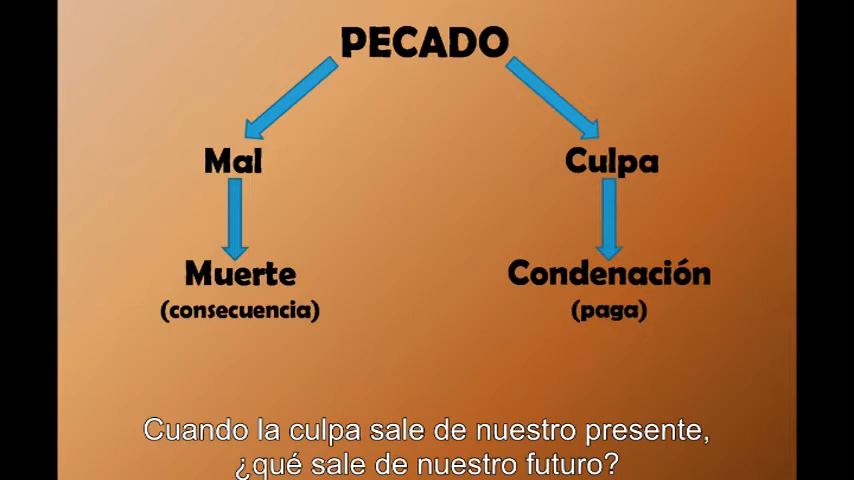 PECADO
Mal
Culpa
Muerte
Condenación
(consecuencia)
(paga)
Cuando la culpa sale de nuestro presente,
¿qué sale de nuestro futuro?